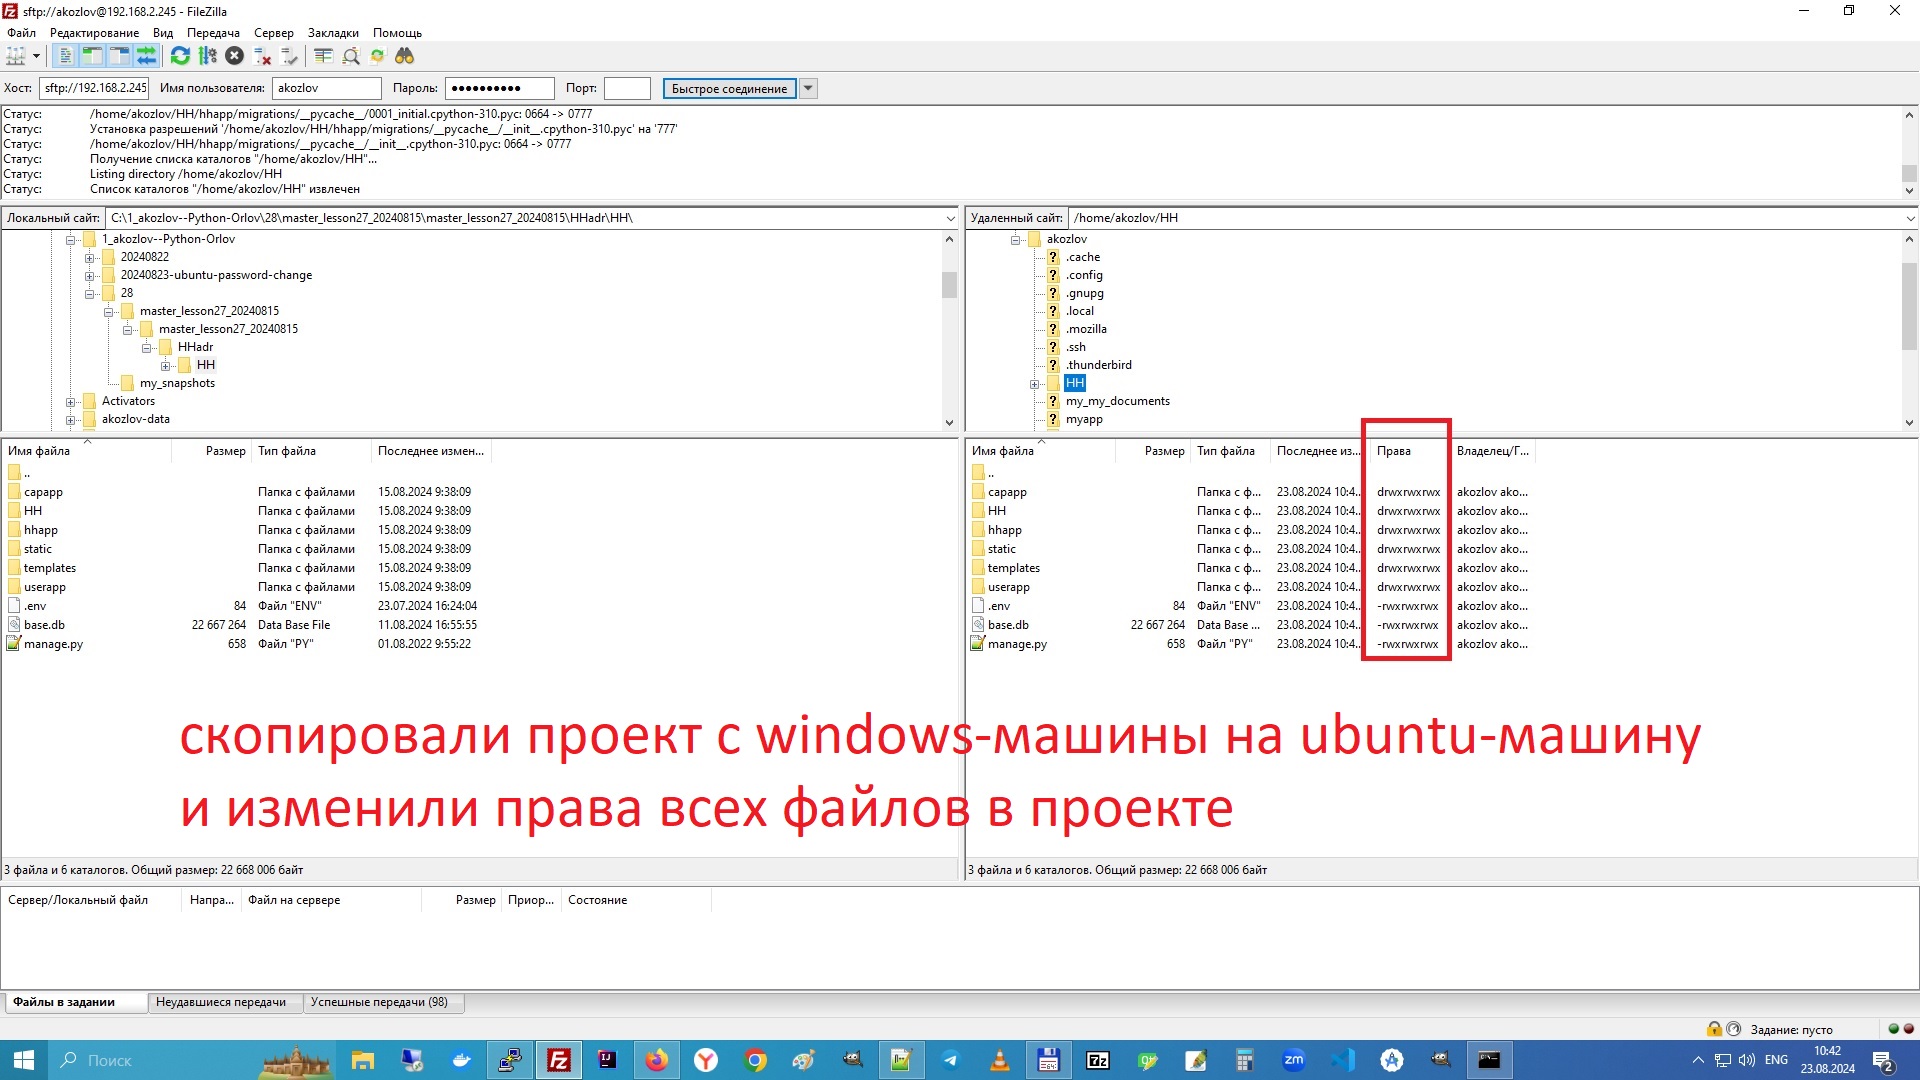 sftp://akozlov@192.168.2.245 - FileZilla
Файл Редактирование Вид Передача Сервер Закладки Помощь
Хост: sftp://192.168.2.245 Имя пользователя: akozlov Пароль: ●●●●●●●●●● Порт: Быстрое соединение
Статус: /home/akozlov/HH/hhapp/migrations/__pycache__/0001_initial.cpython-310.pyc: 0664 -> 0777
Статус: Установка разрешений '/home/akozlov/HH/hhapp/migrations/__pycache__/__init__.cpython-310.pyc' на '777'
Статус: /home/akozlov/HH/hhapp/migrations/__pycache__/__init__.cpython-310.pyc: 0664 -> 0777
Статус: Получение списка каталогов "/home/akozlov/HH"...
Статус: Listing directory /home/akozlov/HH
Статус: Список каталогов "/home/akozlov/HH" извлечен
Локальный сайт: C:\1_akozlov--Python-Orlov\28\master_lesson27_20240815\master_lesson27_20240815\HHadr\HH\
1_akozlov--Python-Orlov
20240822
20240823-ubuntu-password-change
28
master_lesson27_20240815
master_lesson27_20240815
HHadr
HH
my_snapshots
Activators
akozlov-data
Удаленный сайт: /home/akozlov/HH
akozlov
.cache
.config
.gnupg
.local
.mozilla
.ssh
.thunderbird
HH
my_my_documents
myapp
Имя файла Размер Тип файла Последнее измен...
..
capapp Папка с файлами 15.08.2024 9:38:09
HH Папка с файлами 15.08.2024 9:38:09
hhapp Папка с файлами 15.08.2024 9:38:09
static Папка с файлами 15.08.2024 9:38:09
templates Папка с файлами 15.08.2024 9:38:09
userapp Папка с файлами 15.08.2024 9:38:09
.env 84 Файл "ENV" 23.07.2024 16:24:04
base.db 22 667 264 Data Base File 11.08.2024 16:55:55
manage.py 658 Файл "PY" 01.08.2022 9:55:22
Имя файла Размер Тип файла Последнее из... Права Владелец/Г...
..
capapp Папка с ф... 23.08.2024 10:4... drwxrwxrwx akozlov ako...
HH Папка с ф... 23.08.2024 10:4... drwxrwxrwx akozlov ako...
hhapp Папка с ф... 23.08.2024 10:4... drwxrwxrwx akozlov ako...
static Папка с ф... 23.08.2024 10:4... drwxrwxrwx akozlov ako...
templates Папка с ф... 23.08.2024 10:4... drwxrwxrwx akozlov ako...
userapp Папка с ф... 23.08.2024 10:4... drwxrwxrwx akozlov ako...
.env 84 Файл "ENV" 23.08.2024 10:4... -rwxrwxrwx akozlov ako...
base.db 22 667 264 Data Base ... 23.08.2024 10:4... -rwxrwxrwx akozlov ako...
manage.py 658 Файл "PY" 23.08.2024 10:4... -rwxrwxrwx akozlov ako...
скопировали проект с windows-машины на ubuntu-машину
и изменили права всех файлов в проекте
3 файла и 6 каталогов. Общий размер: 22 668 006 байт
3 файла и 6 каталогов. Общий размер: 22 668 006 байт
Сервер/Локальный файл Напра... Файл на сервере Размер Приор... Состояние
Файлы в задании Неудавшиеся передачи Успешные передачи (98)
Задание: пусто
Поиск
ENG 10:42
23.08.2024
2